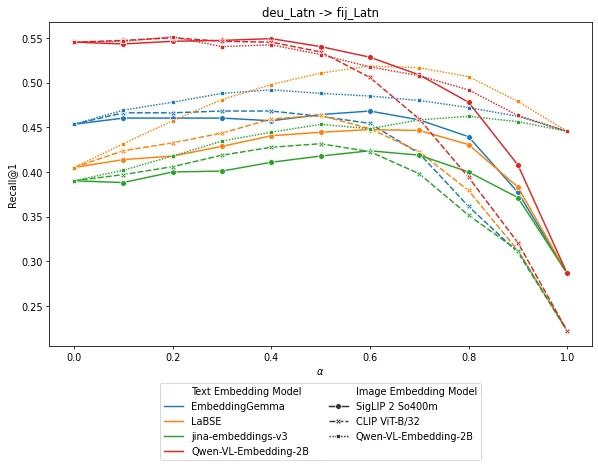 deu_Latn -> fij_Latn
Recall@1
0.55
0.50
0.45
0.40
0.35
0.30
0.25
0.0 0.2 0.4 0.6 0.8 1.0
α
Text Embedding Model Image Embedding Model
EmbeddingGemma SigLIP 2 So400m
LaBSE CLIP ViT-B/32
jina-embeddings-v3 Qwen-VL-Embedding-2B
Qwen-VL-Embedding-2B